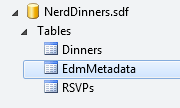 NerdDinners.sdf
Tables
Dinners
EdmMetadata
RSVPs